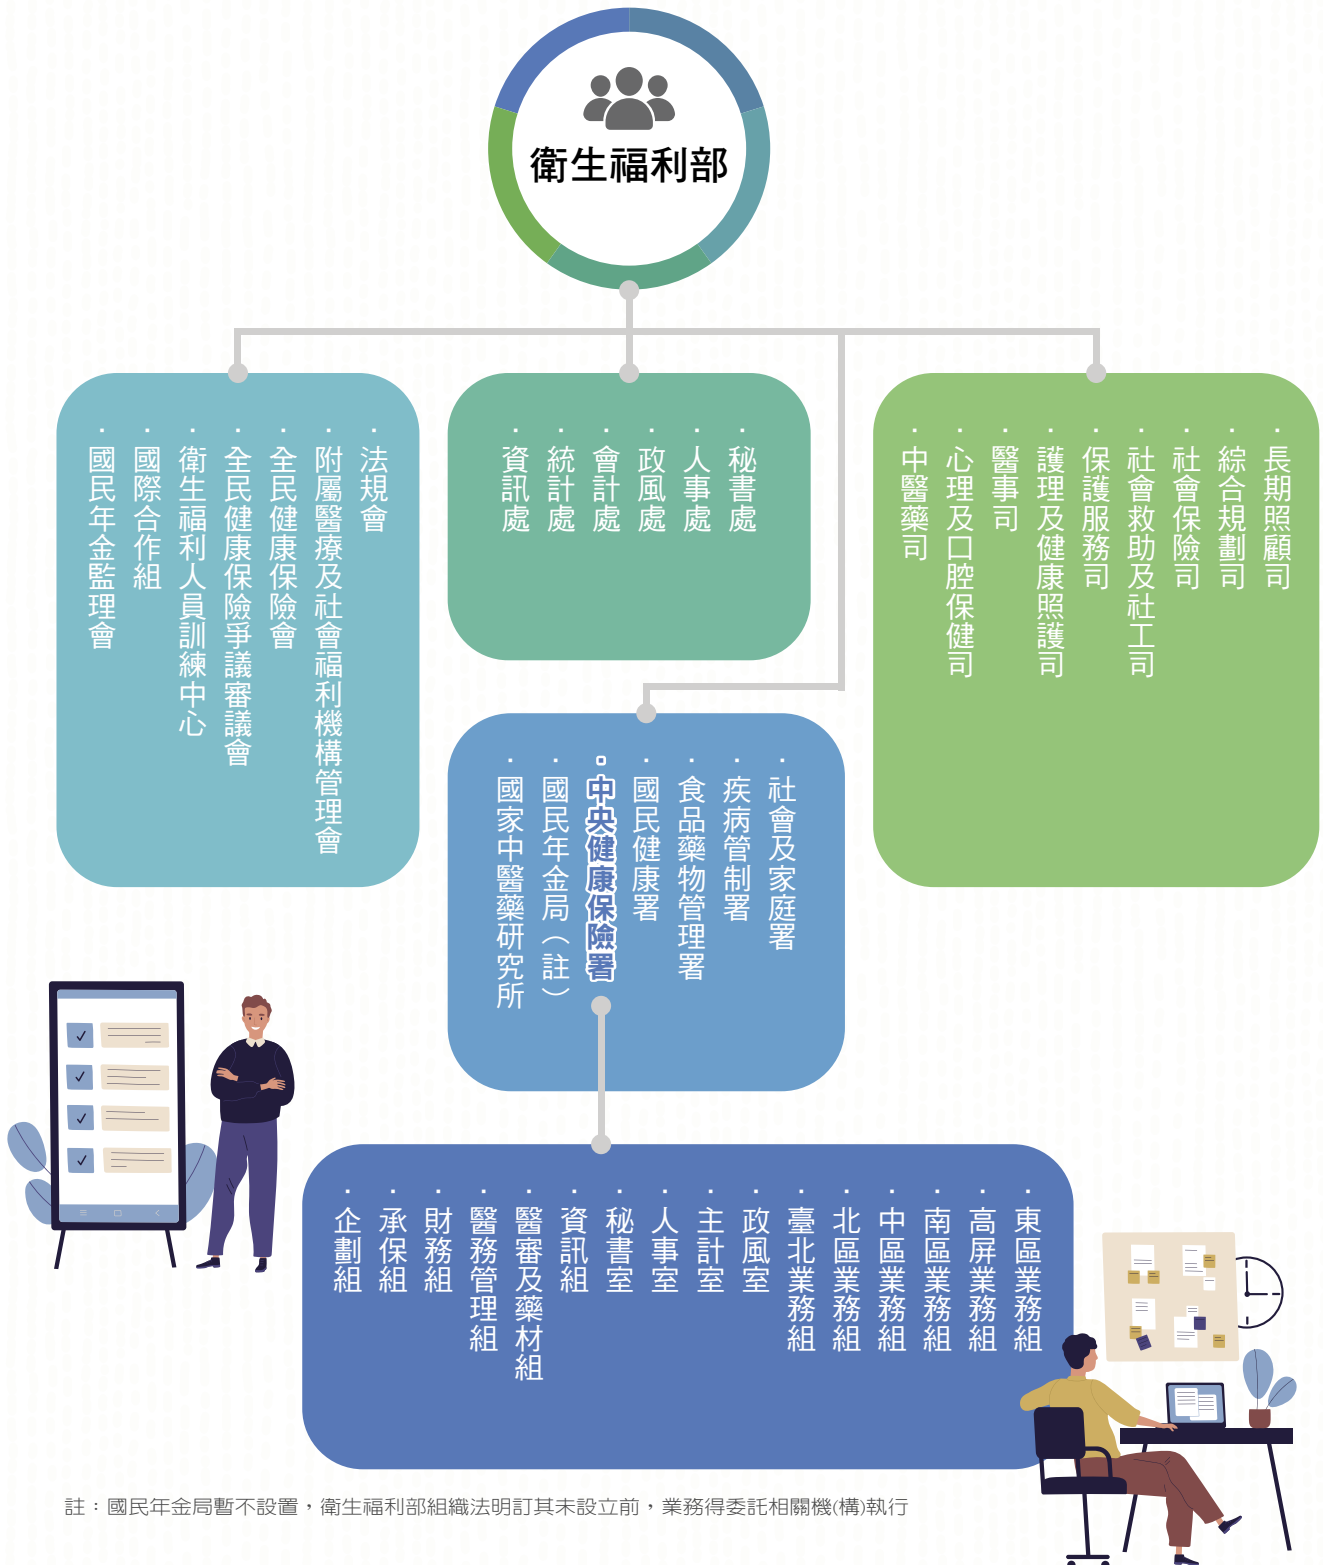 衛生福利部
・國民年金監理會
・國際合作組
・衛生福利人員訓練中心
・全民健康保險爭議審議會
・全民健康保險會
・附屬醫療及社會福利機構管理會
・法規會
・資訊處
・統計處
・會計處
・政風處
・人事處
・秘書處
・中醫藥司
・心理及口腔保健司
・醫事司
・護理及健康照護司
・保護服務司
・社會救助及社工司
・社會保險司
・綜合規劃司
・長期照顧司
・國家中醫藥研究所
・國民年金局（註）
・中央健康保險署
・國民健康署
・食品藥物管理署
・疾病管制署
・社會及家庭署
・企劃組
・承保組
・財務組
・醫務管理組
・醫審及藥材組
・資訊組
・秘書室
・人事室
・主計室
・政風室
・臺北業務組
・北區業務組
・中區業務組
・南區業務組
・高屏業務組
・東區業務組
註：國民年金局暫不設置，衛生福利部組織法明訂其未設立前，業務得委託相關機(構)執行